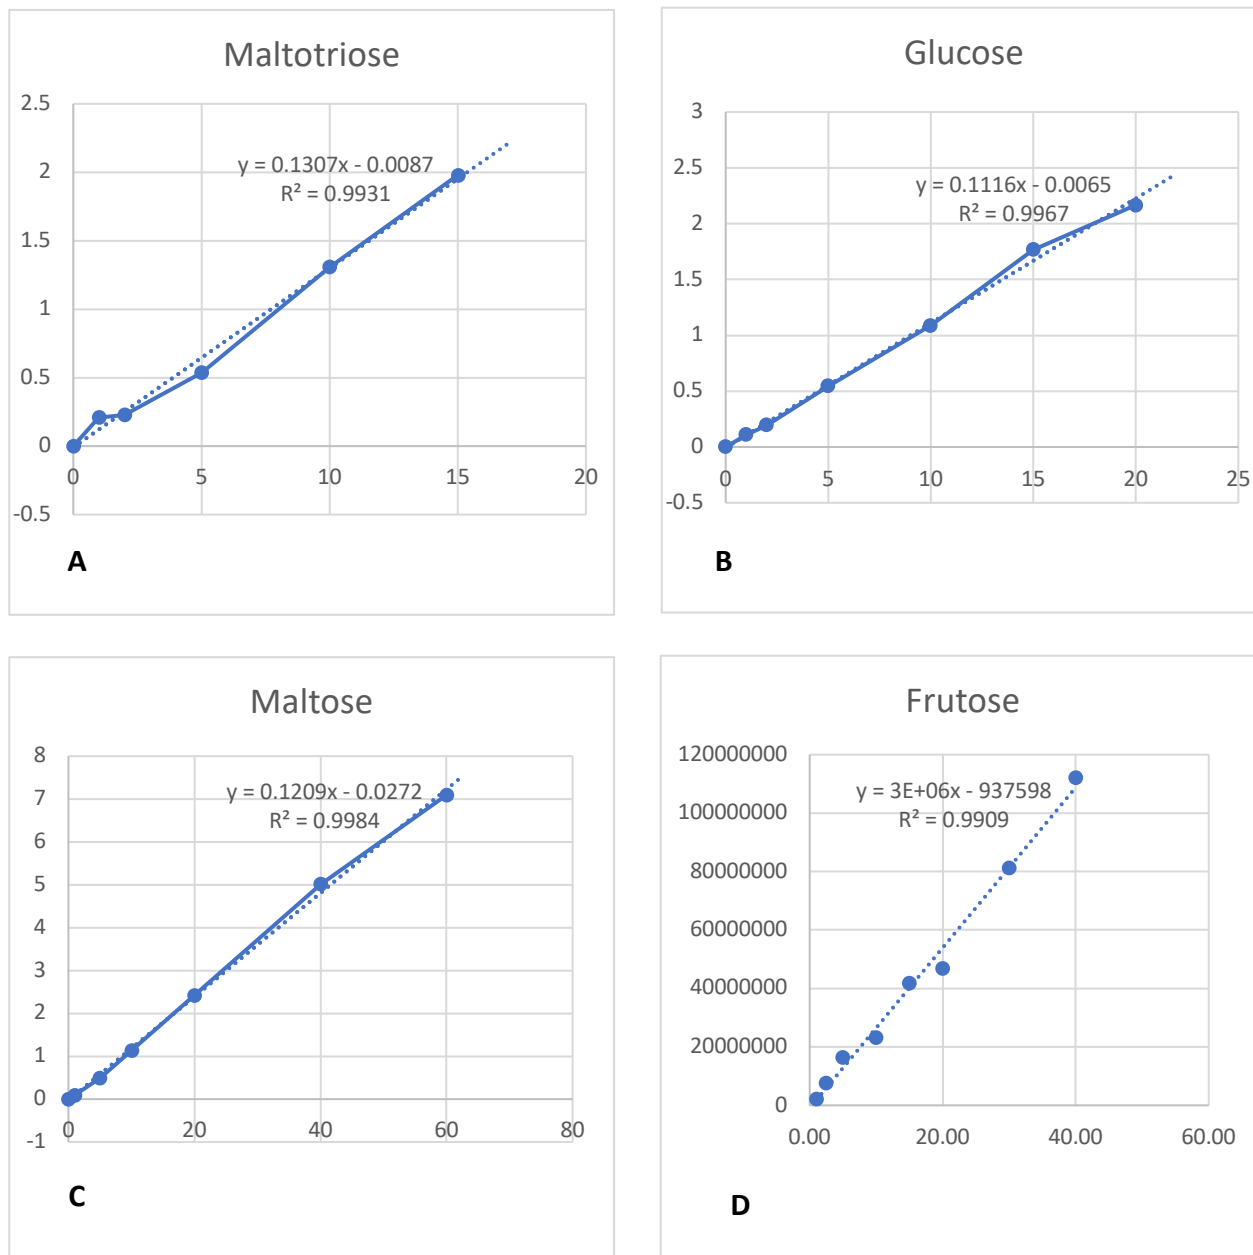 Maltotriose
2.5
2
1.5
1
0.5
0
-0.5
0 5 10 15 20
y = 0.1307x - 0.0087
R² = 0.9931
A
Glucose
3
2.5
2
1.5
1
0.5
0
-0.5
0 5 10 15 20 25
y = 0.1116x - 0.0065
R² = 0.9967
B
Maltose
8
7
6
5
4
3
2
1
0
-1
0 20 40 60 80
y = 0.1209x - 0.0272
R² = 0.9984
C
Frutose
120000000
100000000
80000000
60000000
40000000
20000000
0
0.00 20.00 40.00 60.00
y = 3E+06x - 937598
R² = 0.9909
D